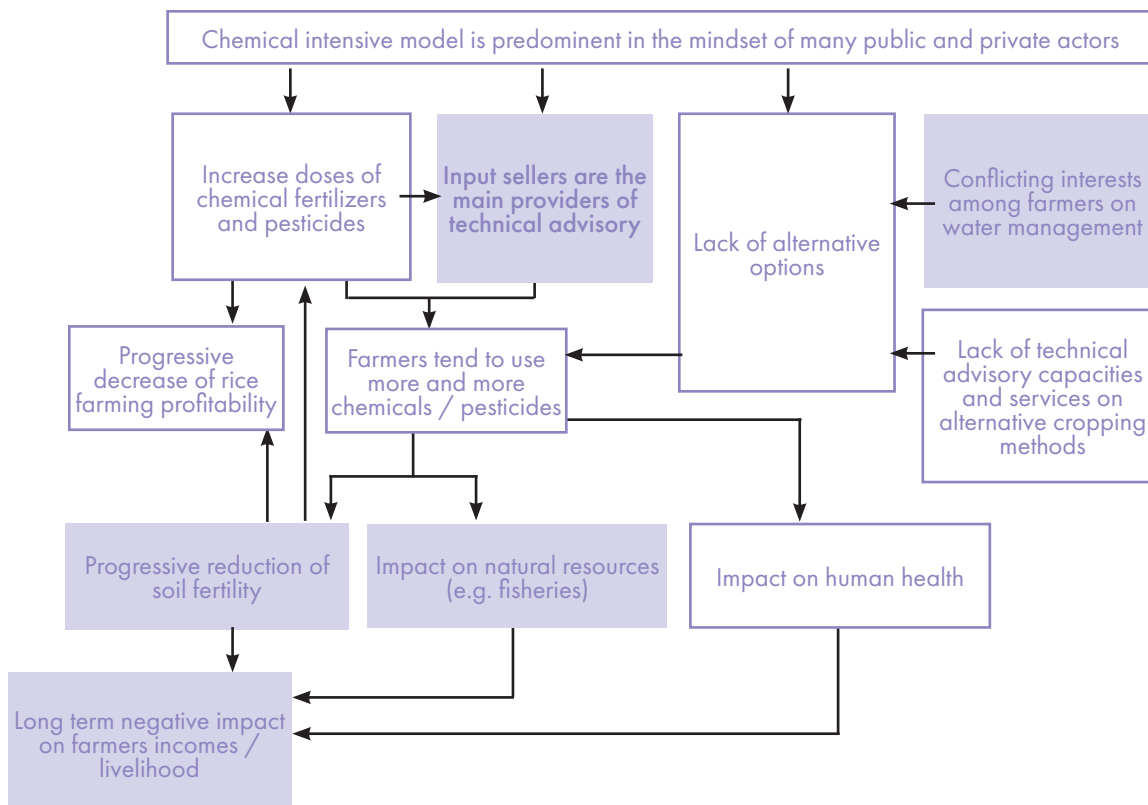 Chemical intensive model is predominent in the mindset of many public and private actors
Increase doses of
chemical fertilizers
and pesticides
Input sellers are the
main providers of
technical advisory
Lack of alternative
options
Conflicting interests
among farmers on
water management
Progressive
decrease of rice
farming profitability
Farmers tend to use
more and more
chemicals / pesticides
Lack of technical
advisory capacities
and services on
alternative cropping
methods
Progressive reduction of
soil fertility
Impact on natural resources
(e.g. fisheries)
Impact on human health
Long term negative impact
on farmers incomes /
livelihood